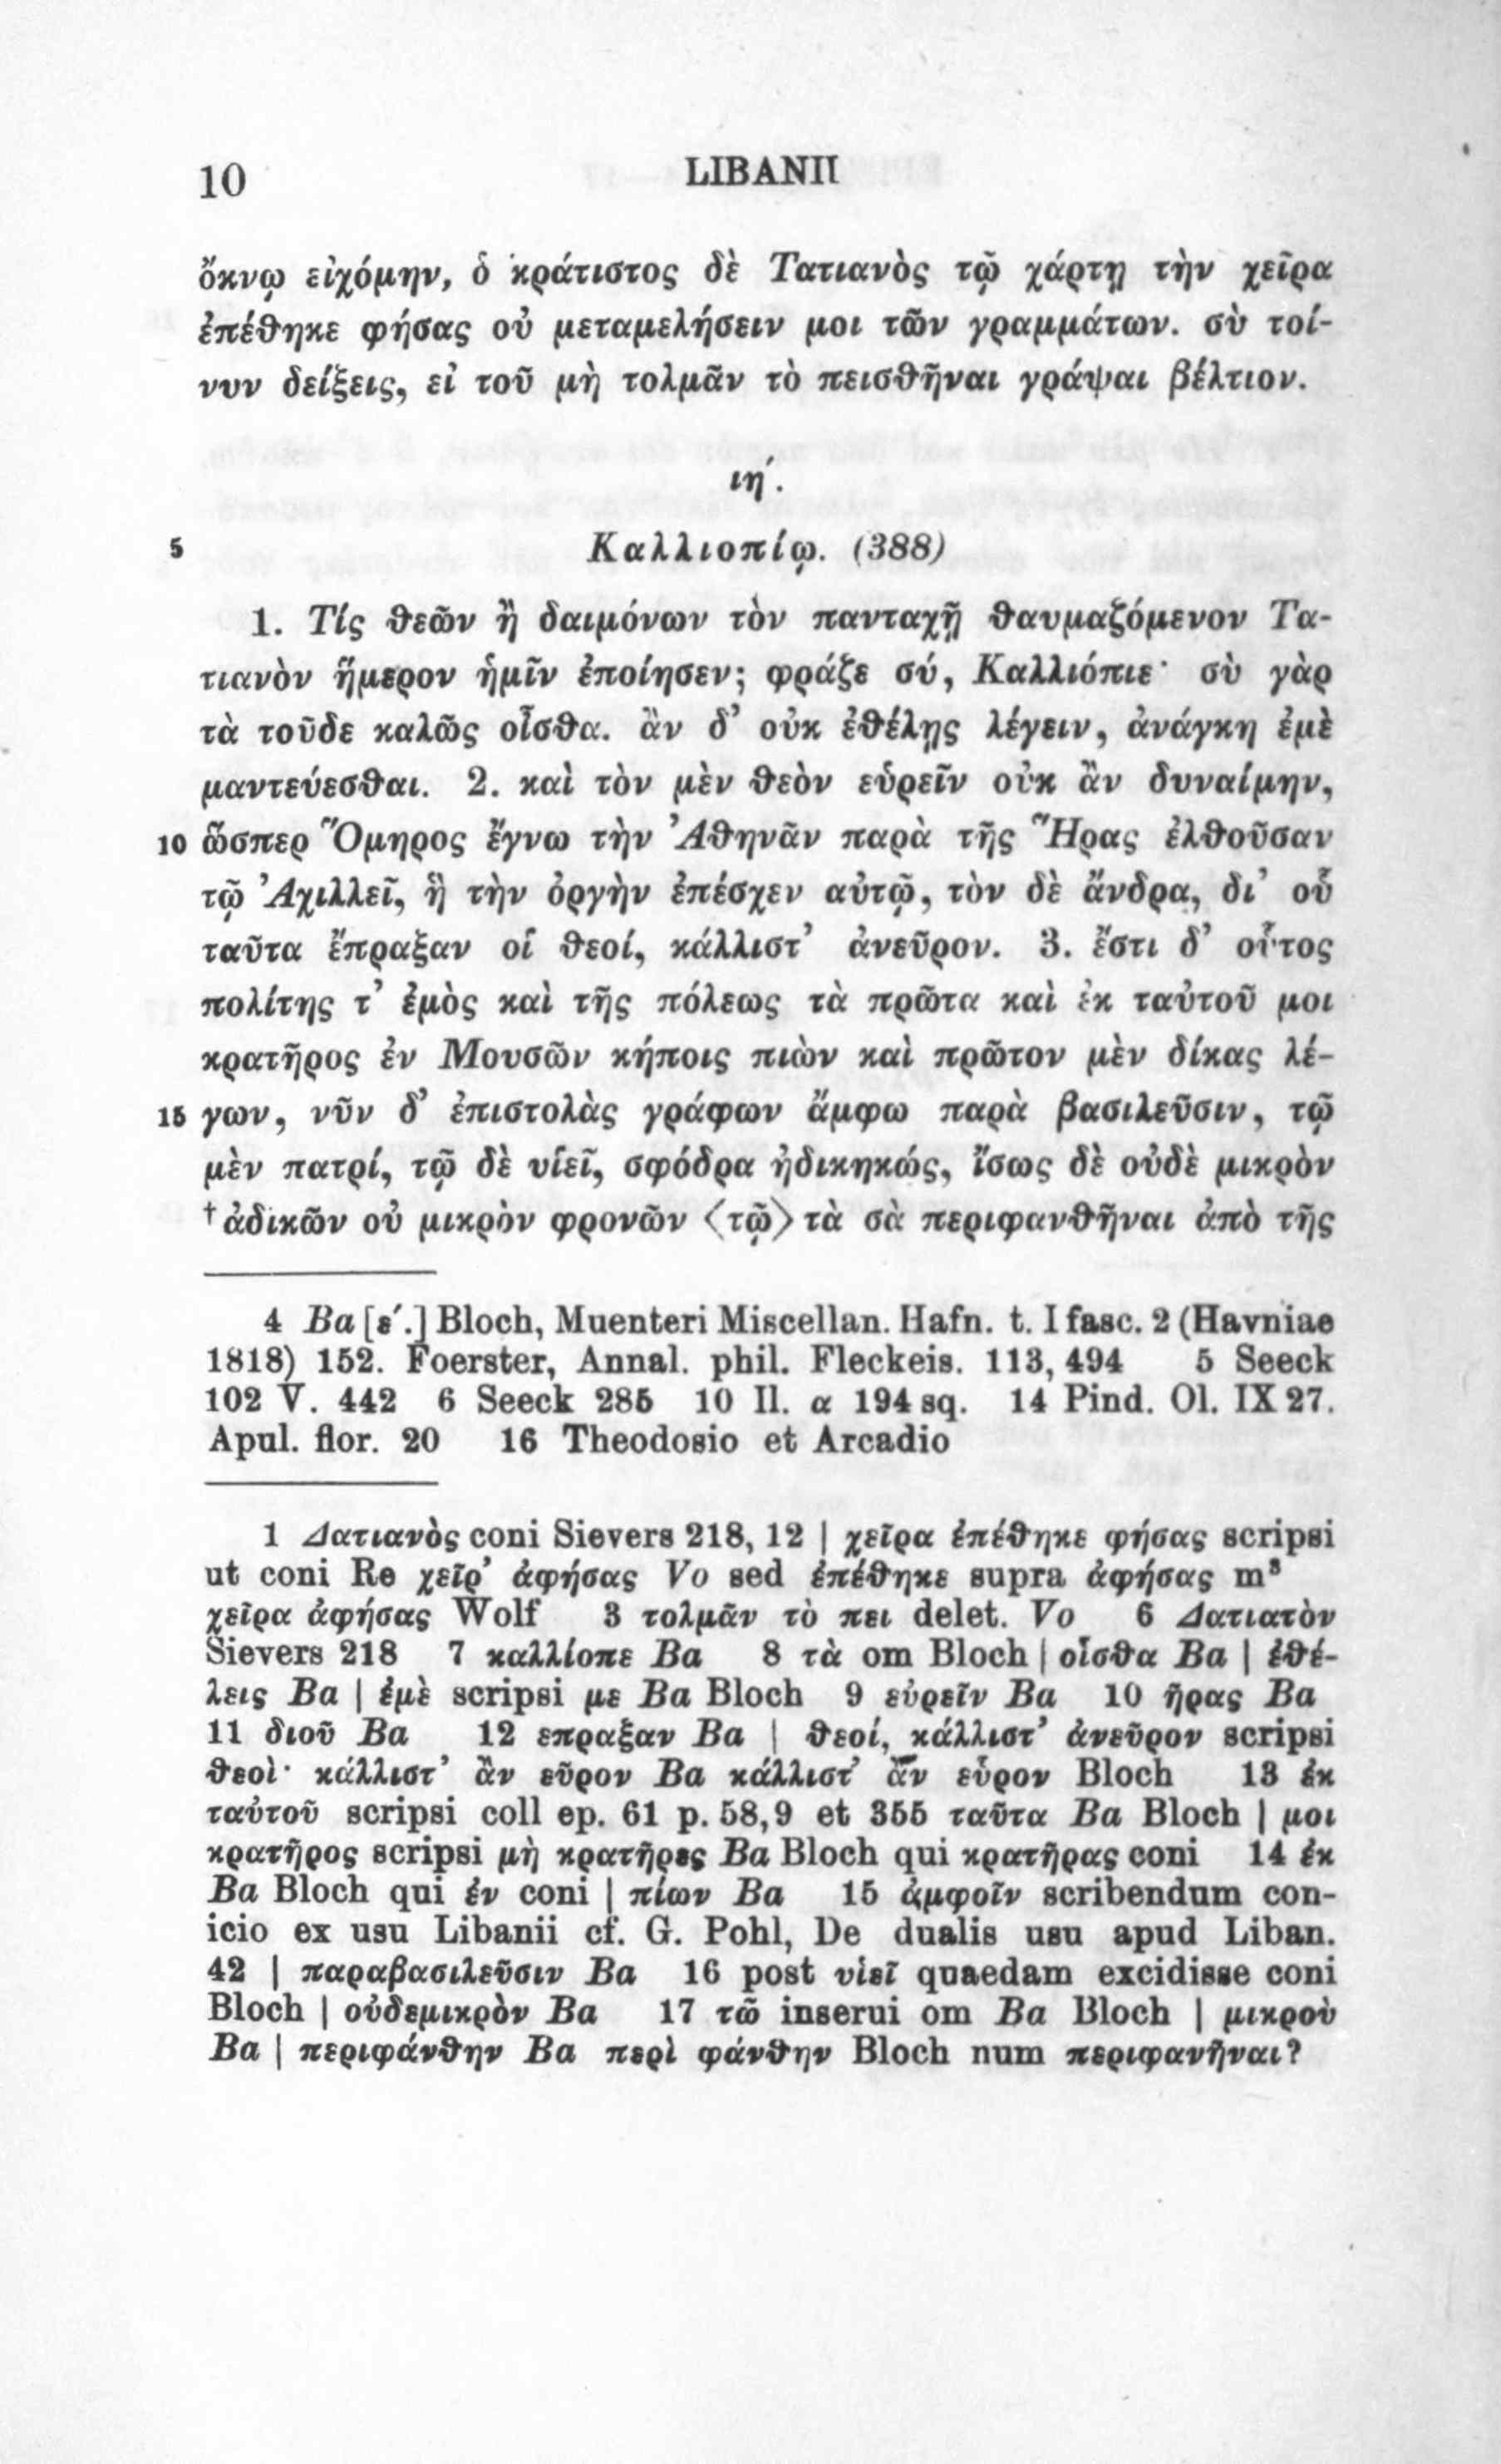 10
LIBANII
ὄκνῳ εἰχόμην, ὁ κράτιστος δὲ Τατιανὸς τῷ χάρτῃ τὴν χεῖρα
ἐπέθηκε φήσας οὐ μεταμελήσειν μοι τῶν γραμμάτων. σὺ τοί-
νυν δείξεις, εἰ τοῦ μὴ τολμᾶν τὸ πεισθῆναι γράψαι βέλτιον.
ιη΄.
5 Καλλιοπίῳ. (388)
1. Τίς θεῶν ἢ δαιμόνων τὸν πανταχῇ θαυμαζόμενον Τα-
τιανὸν ἥμερον ἡμῖν ἐποίησεν; φράζε σύ, Καλλιόπιε· σὺ γὰρ
τὰ τοῦδε καλῶς οἶσθα. ἂν δ’ οὐκ ἐθέλῃς λέγειν, ἀνάγκη ἐμὲ
μαντεύεσθαι. 2. καὶ τὸν μὲν θεὸν εὑρεῖν οὐκ ἂν δυναίμην,
10 ὥσπερ Ὅμηρος ἔγνω τὴν Ἀθηνᾶν παρὰ τῆς Ἥρας ἐλθοῦσαν
τῷ Ἀχιλλεῖ, ἣ τὴν ὀργὴν ἐπέσχεν αὐτῷ, τὸν δὲ ἄνδρα, δι’ οὗ
ταῦτα ἔπραξαν οἱ θεοί, κάλλιστ’ ἀνεῦρον. 3. ἔστι δ’ οὗτος
πολίτης τ’ ἐμὸς καὶ τῆς πόλεως τὰ πρῶτα καὶ ἐκ ταὐτοῦ μοι
κρατῆρος ἐν Μουσῶν κήποις πιὼν καὶ πρῶτον μὲν δίκας λέ-
15 γων, νῦν δ’ ἐπιστολὰς γράφων ἄμφω παρὰ βασιλεῦσιν, τῷ
μὲν πατρί, τῷ δὲ υἱεῖ, σφόδρα ἠδικηκώς, ἴσως δὲ οὐδὲ μικρὸν
†ἀδικῶν οὐ μικρὸν φρονῶν ⟨τῷ⟩ τὰ σὰ περιφανθῆναι ἀπὸ τῆς
4 Ba [ε΄.] Bloch, Muenteri Miscellan. Hafn. t. I fasc. 2 (Havniae
1818) 152. Foerster, Annal. phil. Fleckeis. 113, 494 5 Seeck
102 V. 442 6 Seeck 285 10 Il. α 194 sq. 14 Pind. Ol. IX 27.
Apul. flor. 20 16 Theodosio et Arcadio
1 Δατιανὸς coni Sievers 218, 12 | χεῖρα ἐπέθηκε φήσας scripsi
ut coni Re χεῖρ’ ἀφήσας Vo sed ἐπέθηκε supra ἀφήσας m³
χεῖρα ἀφήσας Wolf 3 τολμᾶν τὸ πει delet. Vo 6 Δατιατὸν
Sievers 218 7 καλλίοπε Ba 8 τὰ om Bloch | οἶσθα Ba | ἐθέ-
λεις Ba | ἐμὲ scripsi με Ba Bloch 9 εὐρεῖν Ba 10 ῆρας Ba
11 διοῦ Ba 12 επραξαν Ba | θεοί, κάλλιστ’ ἀνεῦρον scripsi
θεοὶ· κάλλιστ’ ἂν εῦρον Ba κάλλιστ’ ἂν εὗρον Bloch 13 ἐκ
ταὐτοῦ scripsi coll ep. 61 p. 58,9 et 355 ταῦτα Ba Bloch | μοι
κρατῆρος scripsi μὴ κρατῆρες Ba Bloch qui κρατῆρας coni 14 ἐκ
Ba Bloch qui ἐν coni | πίων Ba 15 ἀμφοῖν scribendum con-
icio ex usu Libanii cf. G. Pohl, De dualis usu apud Liban.
42 | παραβασιλεῦσιν Ba 16 post υἱεῖ quaedam excidisse coni
Bloch | οὐδεμικρὸν Ba 17 τῶ inserui om Ba Bloch | μικροὺ
Ba | περιφάνθην Ba περὶ φάνθην Bloch num περιφανῆναι?